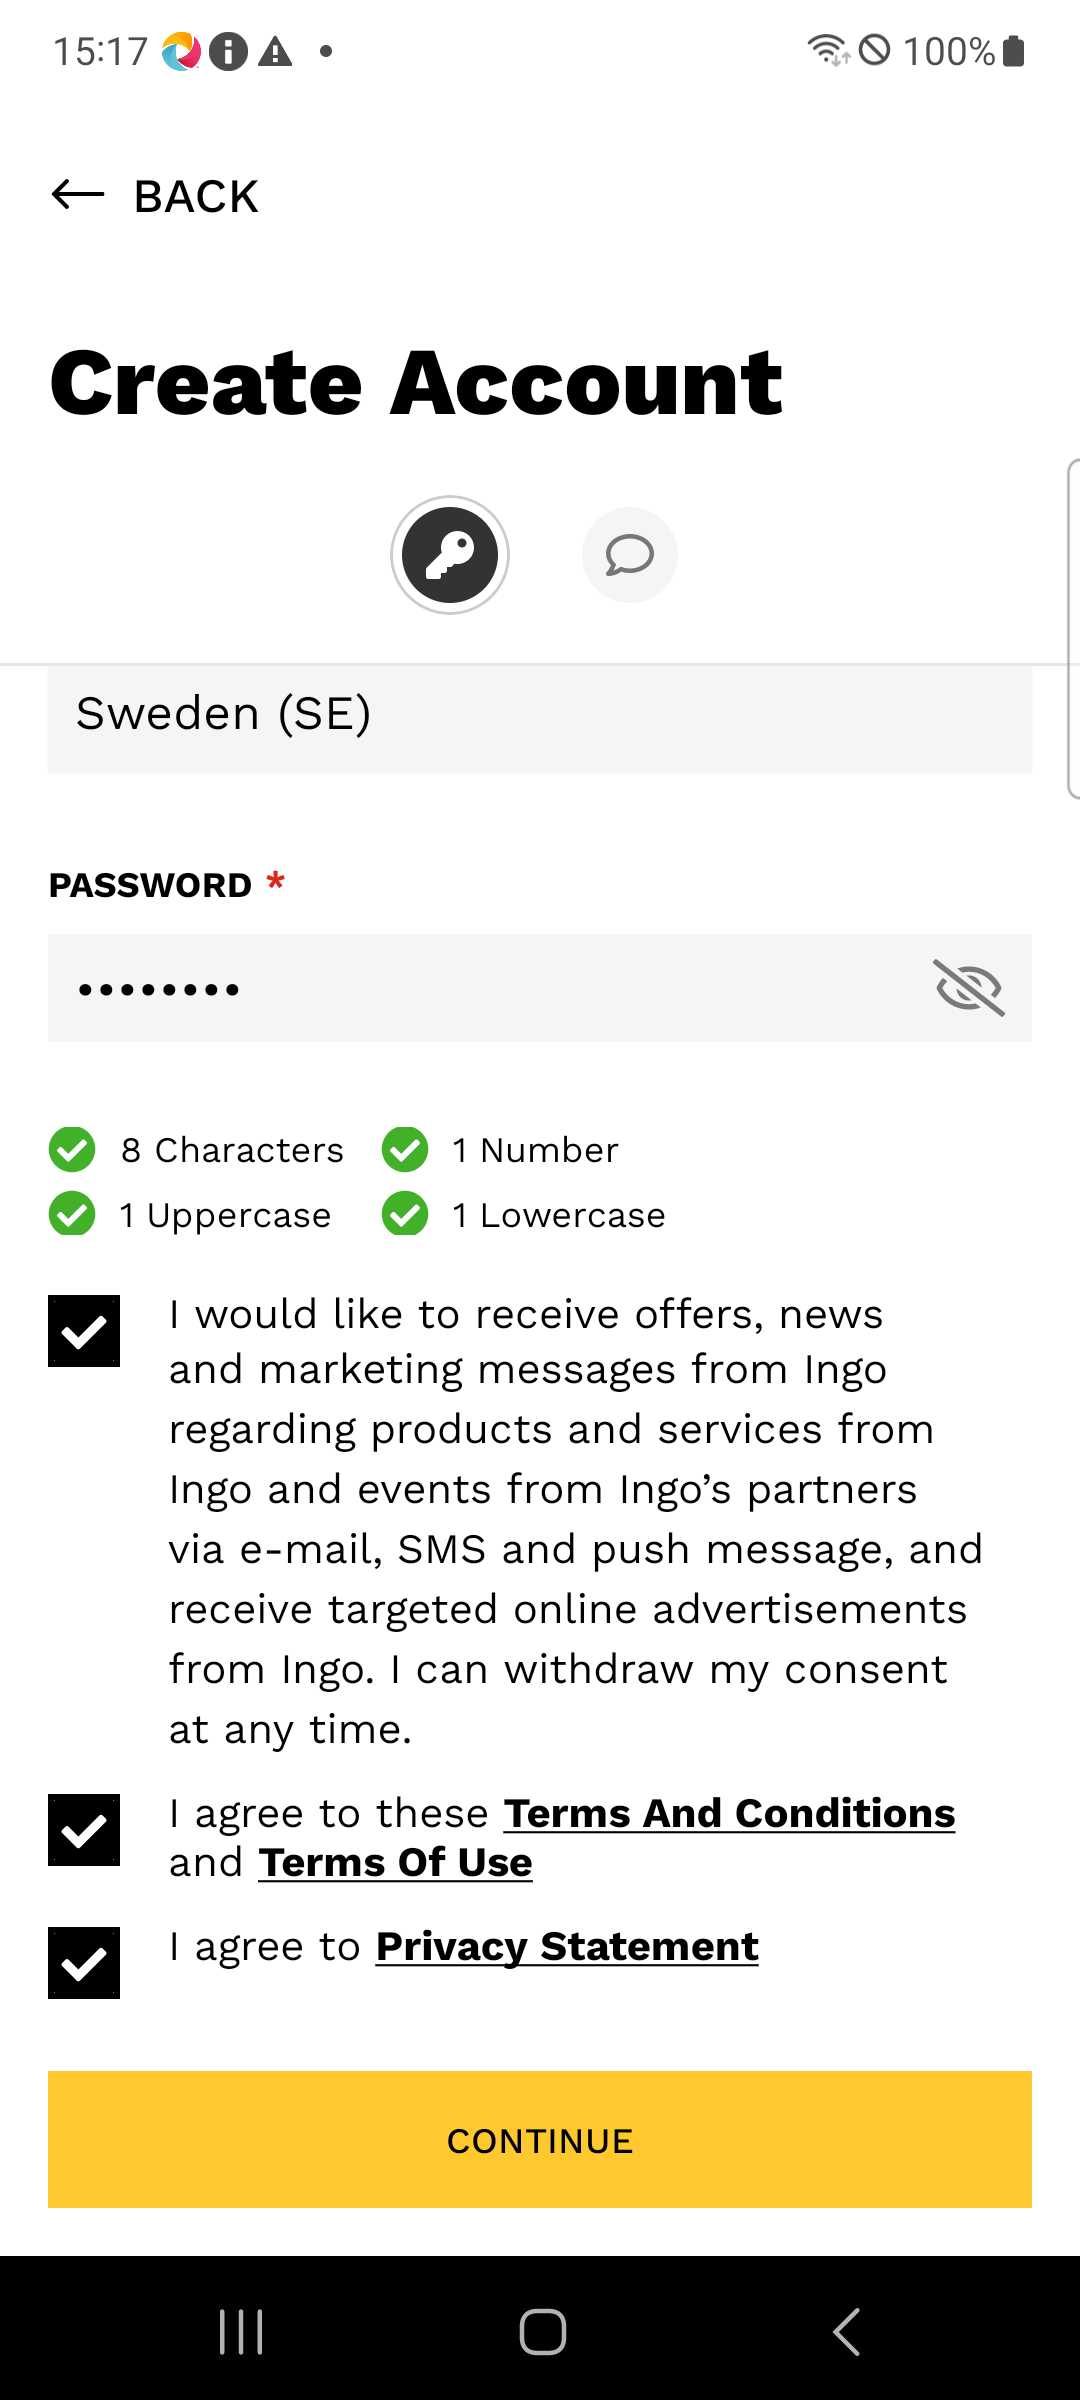 15:17
100%
BACK
Create Account
Sweden (SE)
PASSWORD *
••••••••
8 Characters
1 Number
1 Uppercase
1 Lowercase
I would like to receive offers, news
and marketing messages from Ingo
regarding products and services from
Ingo and events from Ingo’s partners
via e-mail, SMS and push message, and
receive targeted online advertisements
from Ingo. I can withdraw my consent
at any time.
I agree to these Terms And Conditions
and Terms Of Use
I agree to Privacy Statement
CONTINUE